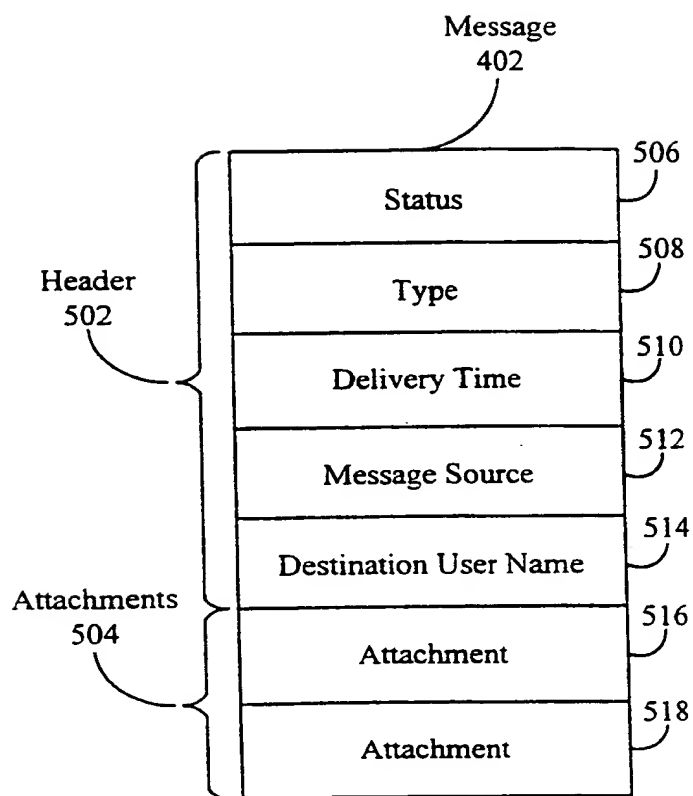 Message
402
506
Status
508
Type
Header
502
510
Delivery Time
512
Message Source
514
Destination User Name
Attachments
504
516
Attachment
518
Attachment